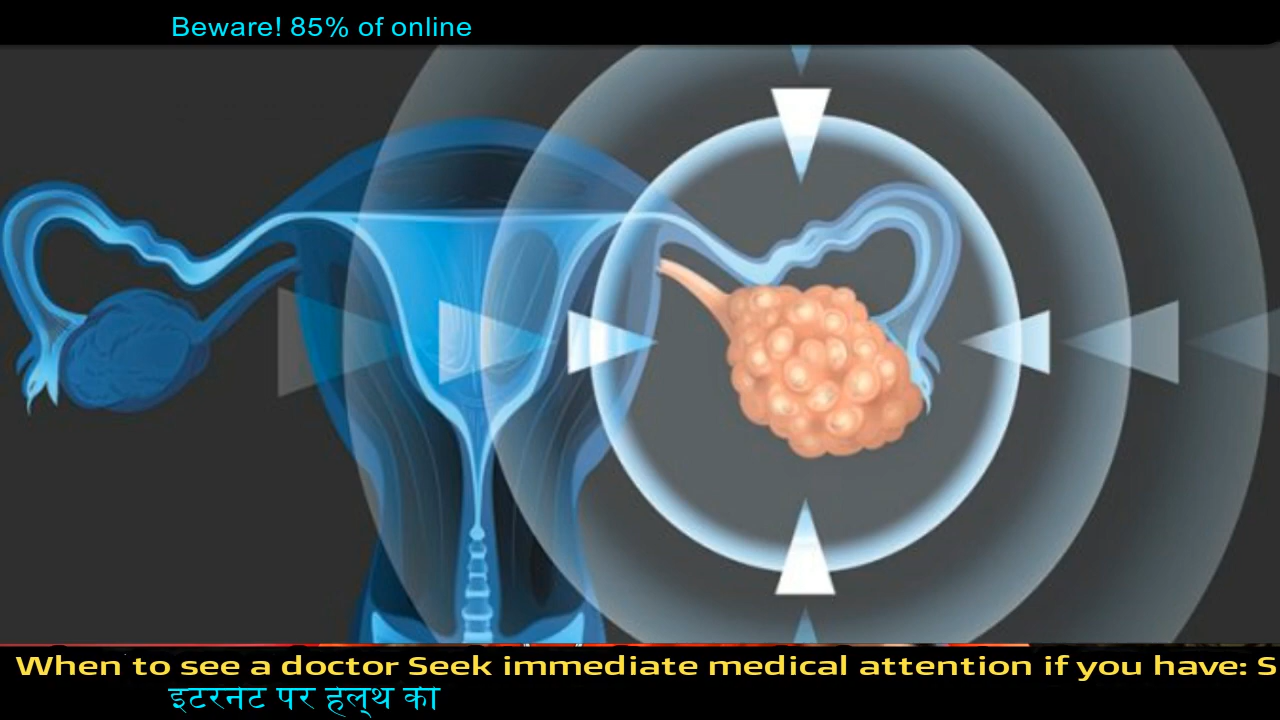 Beware! 85% of online
When to see a doctor Seek immediate medical attention if you have: S
इटरनट पर हल्थ का